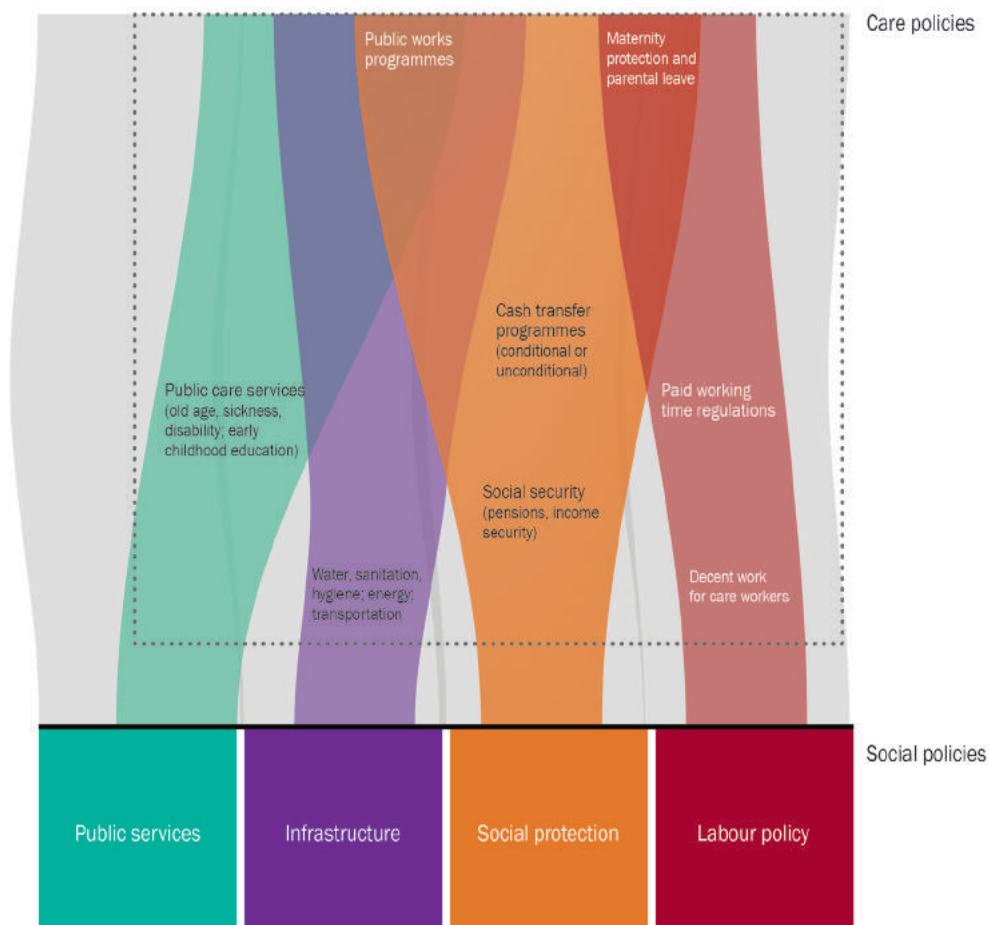 Care policies
Public works
programmes
Maternity
protection and
parental leave
Cash transfer
programmes
(conditional or
unconditional)
Public care services
(old age, sickness,
disability; early
childhood education)
Paid working
time regulations
Social security
(pensions, income
security)
Water, sanitation,
hygiene; energy;
transportation
Decent work
for care workers
Social policies
Public services
Infrastructure
Social protection
Labour policy